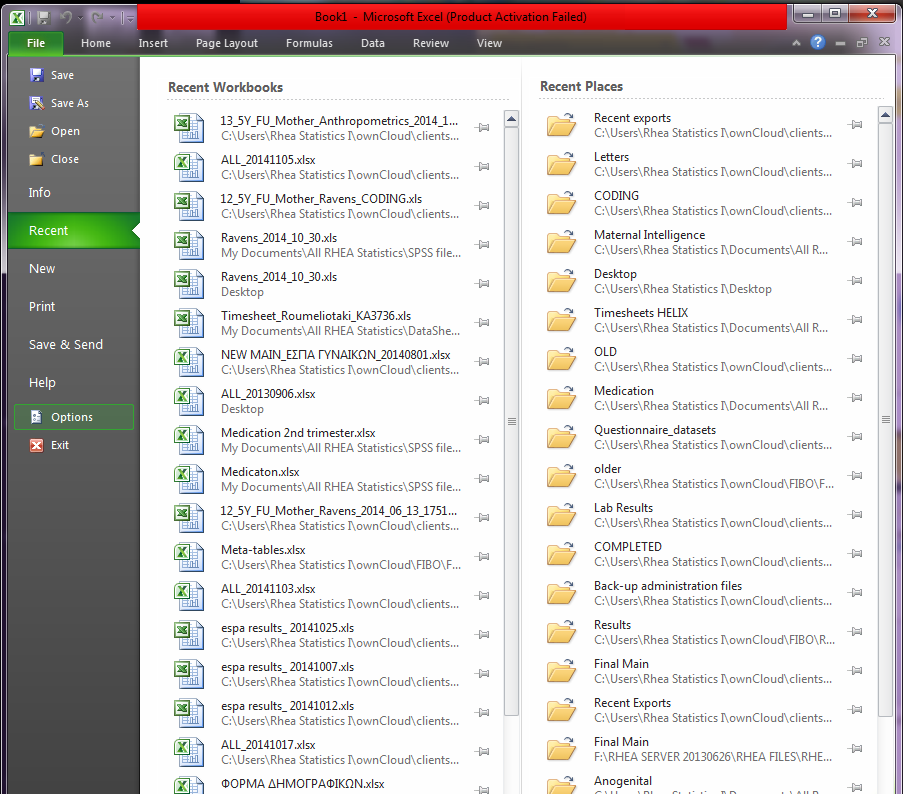 Book1 - Microsoft Excel (Product Activation Failed)
File Home Insert Page Layout Formulas Data Review View
Save
Save As
Open
Close
Info
Recent
New
Print
Save & Send
Help
Options
Exit
Recent Workbooks
13_5Y_FU_Mother_Anthropometrics_2014_1...
C:\Users\Rhea Statistics I\ownCloud\clients...
ALL_20141105.xlsx
C:\Users\Rhea Statistics I\ownCloud\clients...
12_5Y_FU_Mother_Ravens_CODING.xls
C:\Users\Rhea Statistics I\ownCloud\clients...
Ravens_2014_10_30.xls
My Documents\All RHEA Statistics\SPSS file...
Ravens_2014_10_30.xls
Desktop
Timesheet_Roumeliotaki_KA3736.xls
My Documents\All RHEA Statistics\DataShe...
NEW MAIN_ΕΣΠΑ ΓΥΝΑΙΚΩΝ_20140801.xlsx
C:\Users\Rhea Statistics I\ownCloud\clients...
ALL_20130906.xlsx
Desktop
Medication 2nd trimester.xlsx
My Documents\All RHEA Statistics\SPSS file...
Medicaton.xlsx
My Documents\All RHEA Statistics\SPSS file...
12_5Y_FU_Mother_Ravens_2014_06_13_1751...
C:\Users\Rhea Statistics I\ownCloud\clients...
Meta-tables.xlsx
C:\Users\Rhea Statistics I\ownCloud\FIBO\F...
ALL_20141103.xlsx
C:\Users\Rhea Statistics I\ownCloud\clients...
espa results_ 20141025.xls
C:\Users\Rhea Statistics I\ownCloud\clients...
espa results_ 20141007.xls
C:\Users\Rhea Statistics I\ownCloud\clients...
espa results_ 20141012.xls
C:\Users\Rhea Statistics I\ownCloud\clients...
ALL_20141017.xlsx
C:\Users\Rhea Statistics I\ownCloud\clients...
ΦΟΡΜΑ ΔΗΜΟΓΡΑΦΙΚΩΝ.xlsx
Recent Places
Recent exports
C:\Users\Rhea Statistics I\ownCloud\clients...
Letters
C:\Users\Rhea Statistics I\ownCloud\clients...
CODING
C:\Users\Rhea Statistics I\ownCloud\clients...
Maternal Intelligence
C:\Users\Rhea Statistics I\Documents\All R...
Desktop
C:\Users\Rhea Statistics I\Desktop
Timesheets HELIX
C:\Users\Rhea Statistics I\Documents\All R...
OLD
C:\Users\Rhea Statistics I\ownCloud\clients...
Medication
C:\Users\Rhea Statistics I\Documents\All R...
Questionnaire_datasets
C:\Users\Rhea Statistics I\ownCloud\clients...
older
C:\Users\Rhea Statistics I\ownCloud\FIBO\F...
Lab Results
C:\Users\Rhea Statistics I\ownCloud\clients...
COMPLETED
C:\Users\Rhea Statistics I\ownCloud\clients...
Back-up administration files
C:\Users\Rhea Statistics I\ownCloud\clients...
Results
C:\Users\Rhea Statistics I\ownCloud\FIBO\R...
Final Main
C:\Users\Rhea Statistics I\ownCloud\clients...
Recent Exports
C:\Users\Rhea Statistics I\ownCloud\clients...
Final Main
F:\RHEA SERVER 20130626\RHEA FILES\RHE...
Anogenital